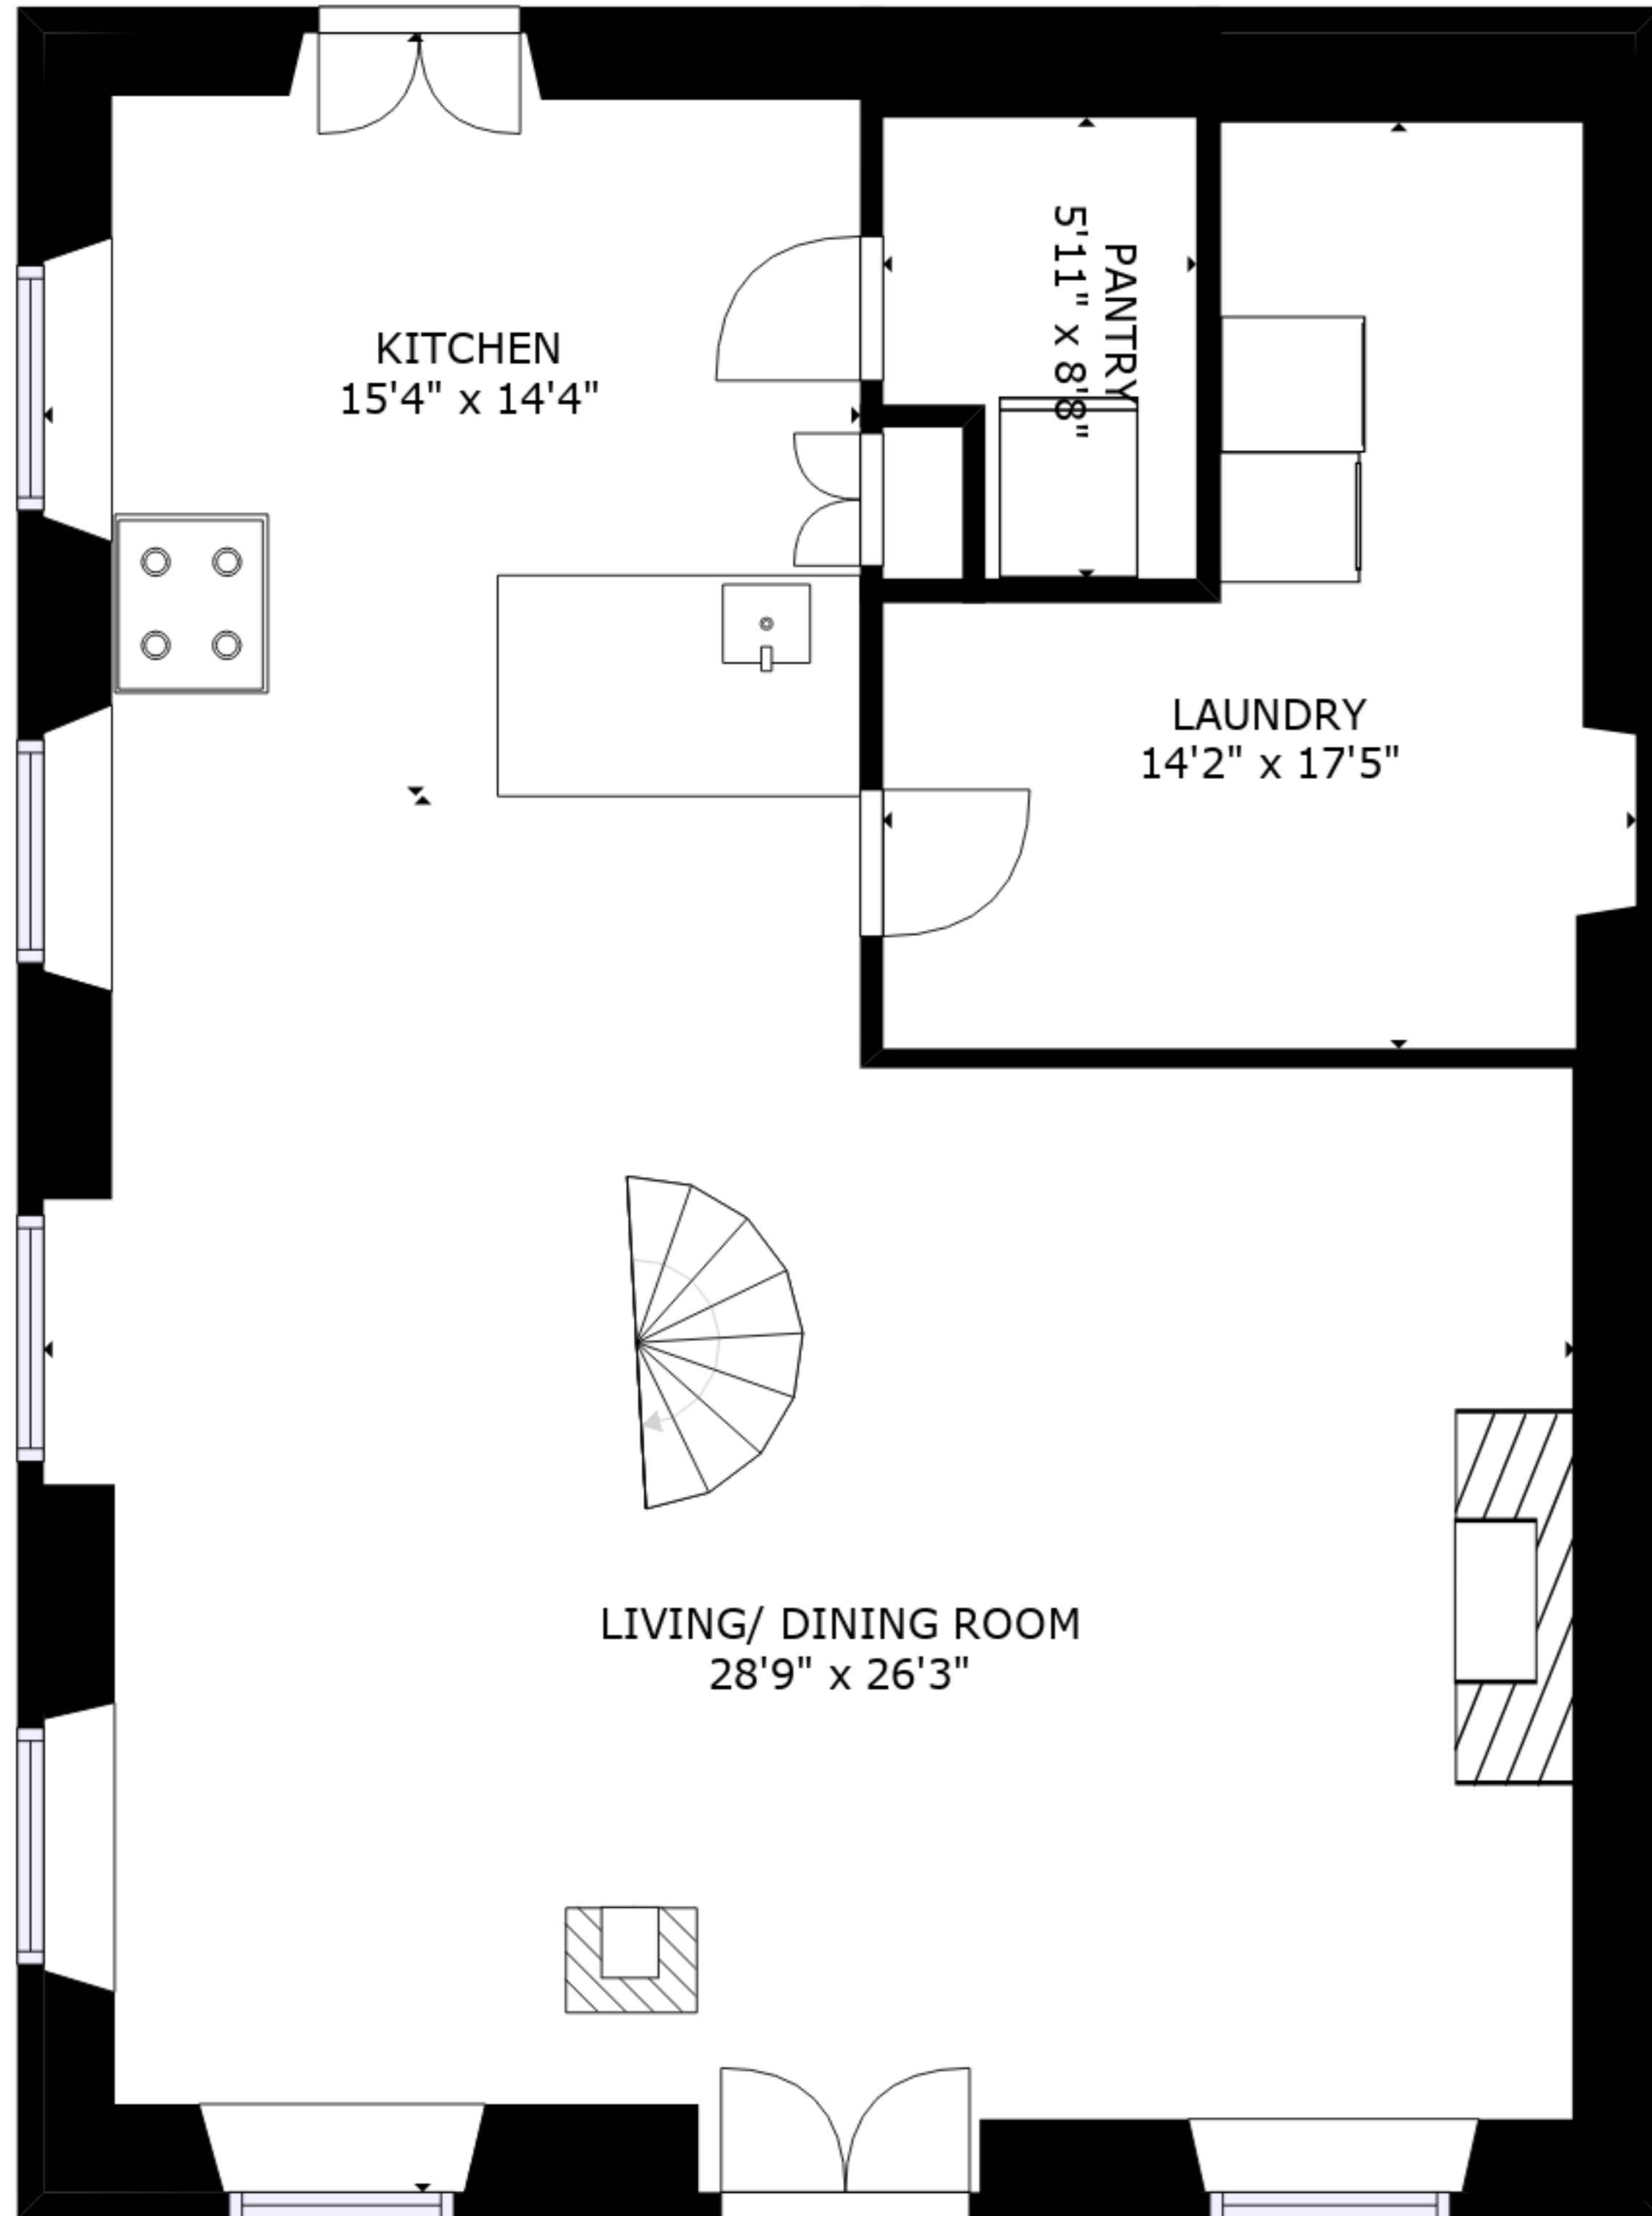 KITCHEN
15'4" x 14'4"
PANTRY
5'11" x 8'8"
LAUNDRY
14'2" x 17'5"
LIVING/ DINING ROOM
28'9" x 26'3"